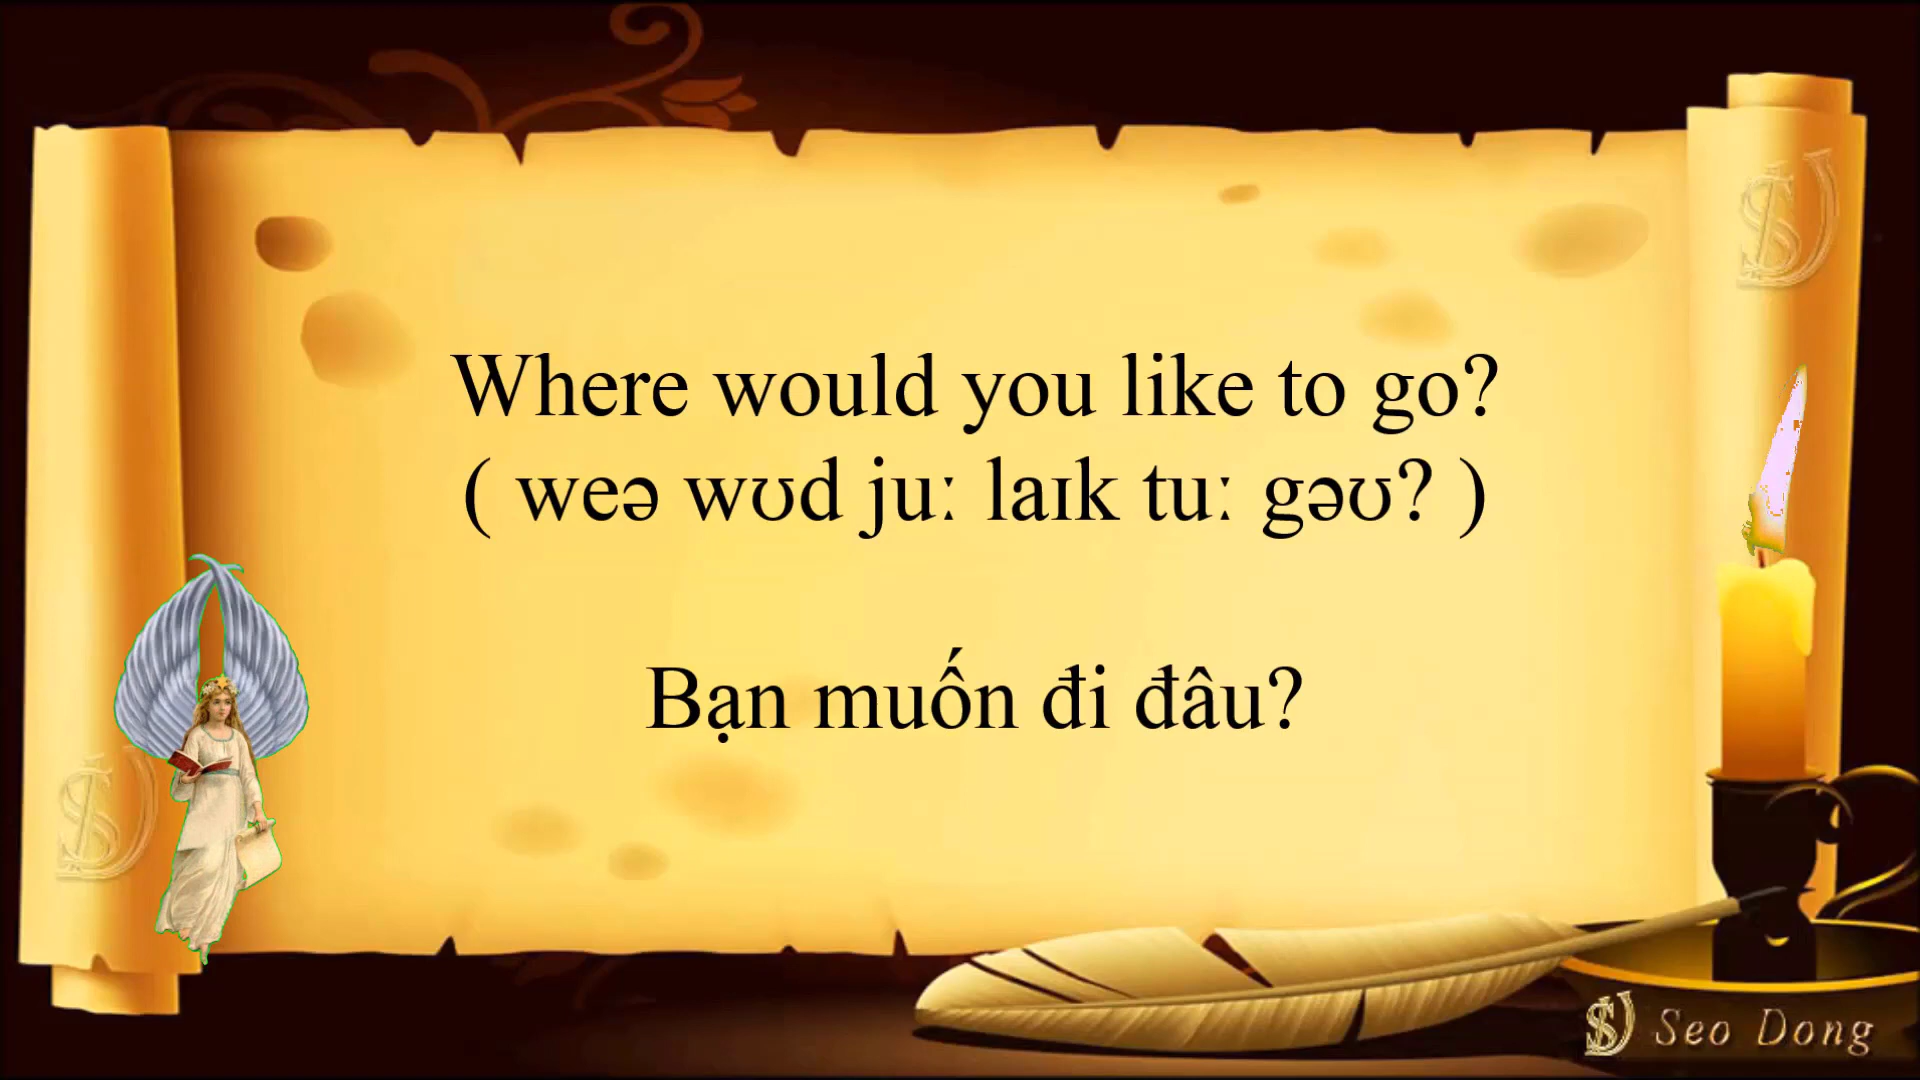 Where would you like to go?
( weə wʊd juː laɪk tuː gəʊ? )
Bạn muốn đi đâu?
Seo Dong